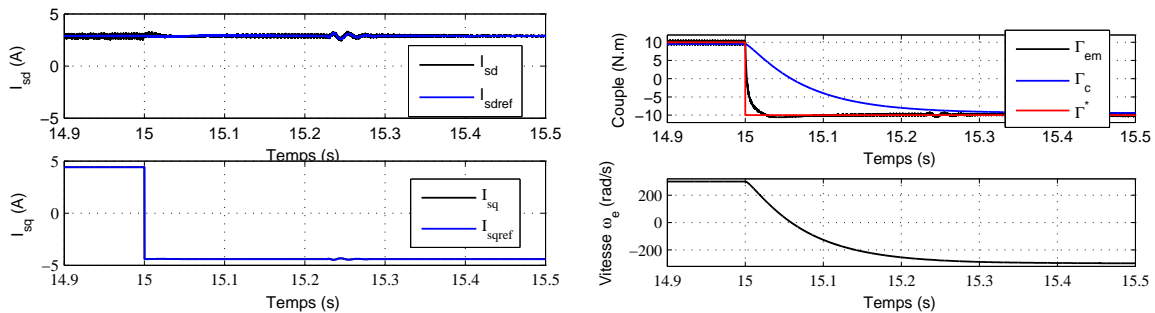 I_sd (A)
5
0
−5
14.9 15 15.1 15.2 15.3 15.4 15.5
Temps (s)
I_sd
I_sdref
I_sq (A)
5
0
−5
14.9 15 15.1 15.2 15.3 15.4 15.5
Temps (s)
I_sq
I_sqref
Couple (N.m)
10
5
0
−5
−10
14.9 15 15.1 15.2 15.3 15.4 15.5
Temps (s)
Γ_em
Γ_c
Γ*
Vitesse ω_e (rad/s)
200
0
−200
14.9 15 15.1 15.2 15.3 15.4 15.5
Temps (s)